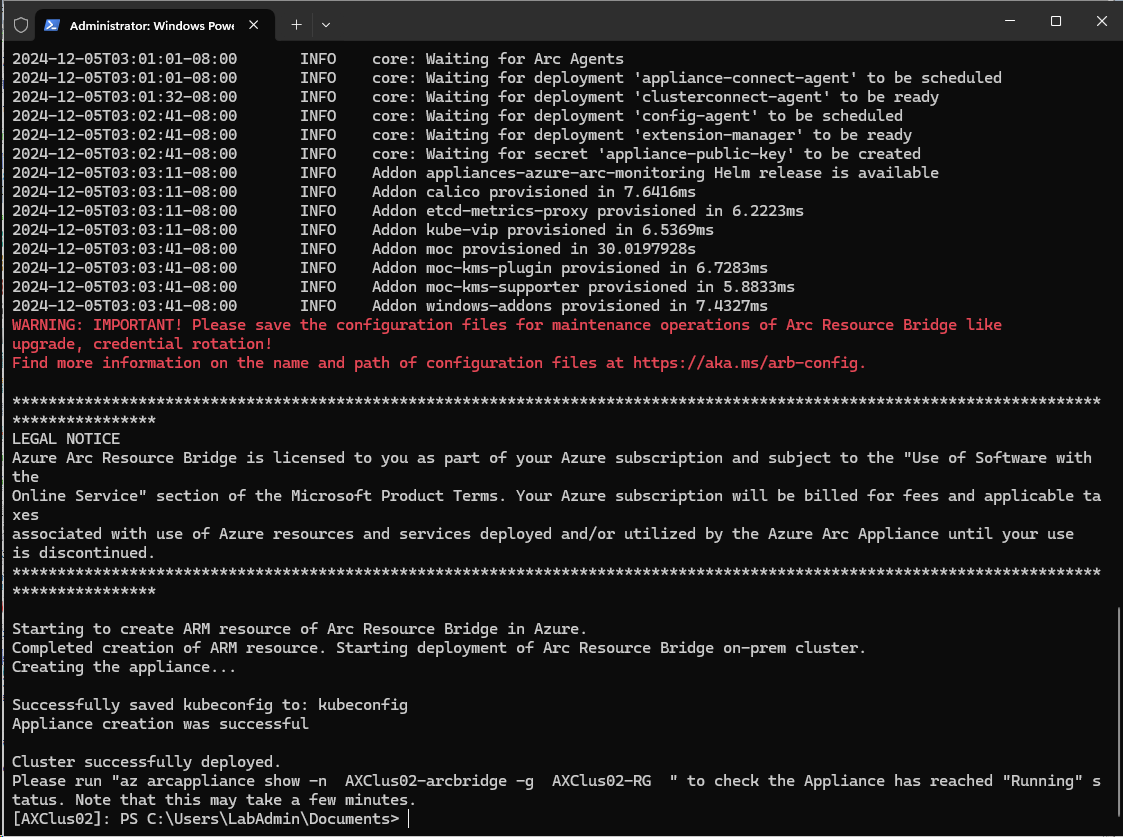 Administrator: Windows Powe
2024-12-05T03:01:01-08:00       INFO    core: Waiting for Arc Agents
2024-12-05T03:01:01-08:00       INFO    core: Waiting for deployment 'appliance-connect-agent' to be scheduled
2024-12-05T03:01:32-08:00       INFO    core: Waiting for deployment 'clusterconnect-agent' to be ready
2024-12-05T03:02:41-08:00       INFO    core: Waiting for deployment 'config-agent' to be scheduled
2024-12-05T03:02:41-08:00       INFO    core: Waiting for deployment 'extension-manager' to be ready
2024-12-05T03:02:41-08:00       INFO    core: Waiting for secret 'appliance-public-key' to be created
2024-12-05T03:03:11-08:00       INFO    Addon appliances-azure-arc-monitoring Helm release is available
2024-12-05T03:03:11-08:00       INFO    Addon calico provisioned in 7.6416ms
2024-12-05T03:03:11-08:00       INFO    Addon etcd-metrics-proxy provisioned in 6.2223ms
2024-12-05T03:03:11-08:00       INFO    Addon kube-vip provisioned in 6.5369ms
2024-12-05T03:03:41-08:00       INFO    Addon moc provisioned in 30.0197928s
2024-12-05T03:03:41-08:00       INFO    Addon moc-kms-plugin provisioned in 6.7283ms
2024-12-05T03:03:41-08:00       INFO    Addon moc-kms-supporter provisioned in 5.8833ms
2024-12-05T03:03:41-08:00       INFO    Addon windows-addons provisioned in 7.4327ms
WARNING: IMPORTANT! Please save the configuration files for maintenance operations of Arc Resource Bridge like
upgrade, credential rotation!
Find more information on the name and path of configuration files at https://aka.ms/arb-config.
*************************************************************************************************************************
****************
LEGAL NOTICE
Azure Arc Resource Bridge is licensed to you as part of your Azure subscription and subject to the "Use of Software with
the
Online Service" section of the Microsoft Product Terms. Your Azure subscription will be billed for fees and applicable ta
xes
associated with use of Azure resources and services deployed and/or utilized by the Azure Arc Appliance until your use
is discontinued.
*************************************************************************************************************************
****************
Starting to create ARM resource of Arc Resource Bridge in Azure.
Completed creation of ARM resource. Starting deployment of Arc Resource Bridge on-prem cluster.
Creating the appliance...
Successfully saved kubeconfig to: kubeconfig
Appliance creation was successful
Cluster successfully deployed.
Please run "az arcappliance show -n  AXClus02-arcbridge -g  AXClus02-RG  " to check the Appliance has reached "Running" s
tatus. Note that this may take a few minutes.
[AXClus02]: PS C:\Users\LabAdmin\Documents>